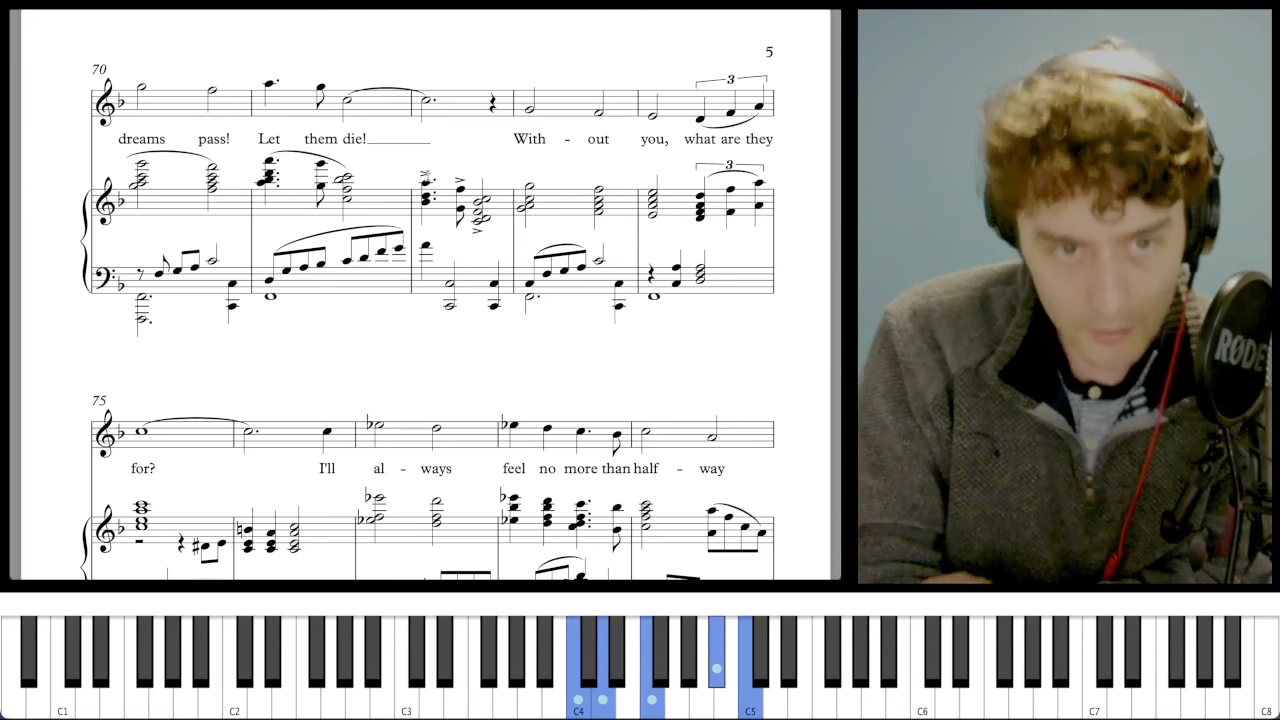 5
70
3
dreams pass! Let them die! With - out you, what are they
3
75
for? I'll al - ways feel no more than half - way
RØDE
C1 C2 C3 C4 C5 C6 C7 C8